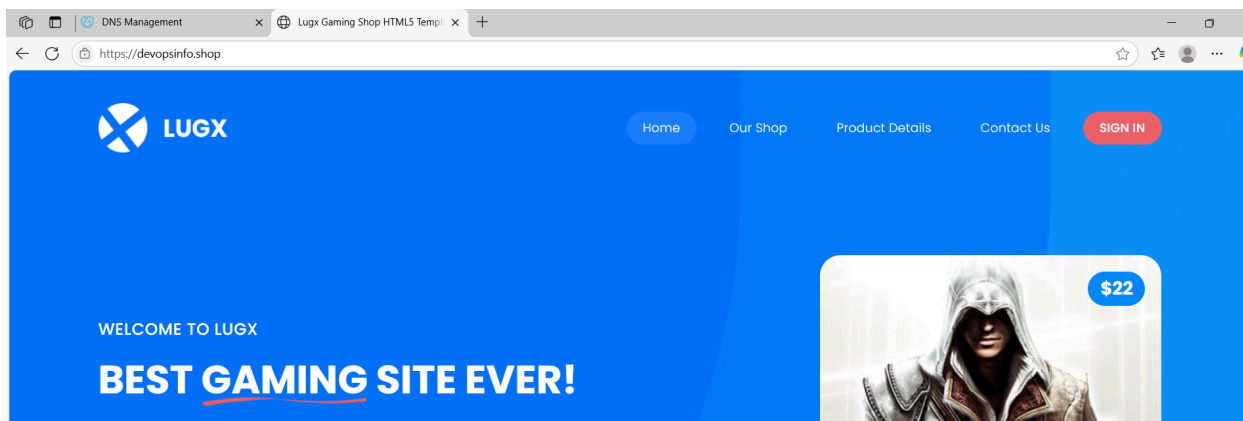 DNS Management
Lugx Gaming Shop HTML5 Templ
https://devopsinfo.shop
LUGX
Home
Our Shop
Product Details
Contact Us
SIGN IN
$22
WELCOME TO LUGX
BEST GAMING SITE EVER!